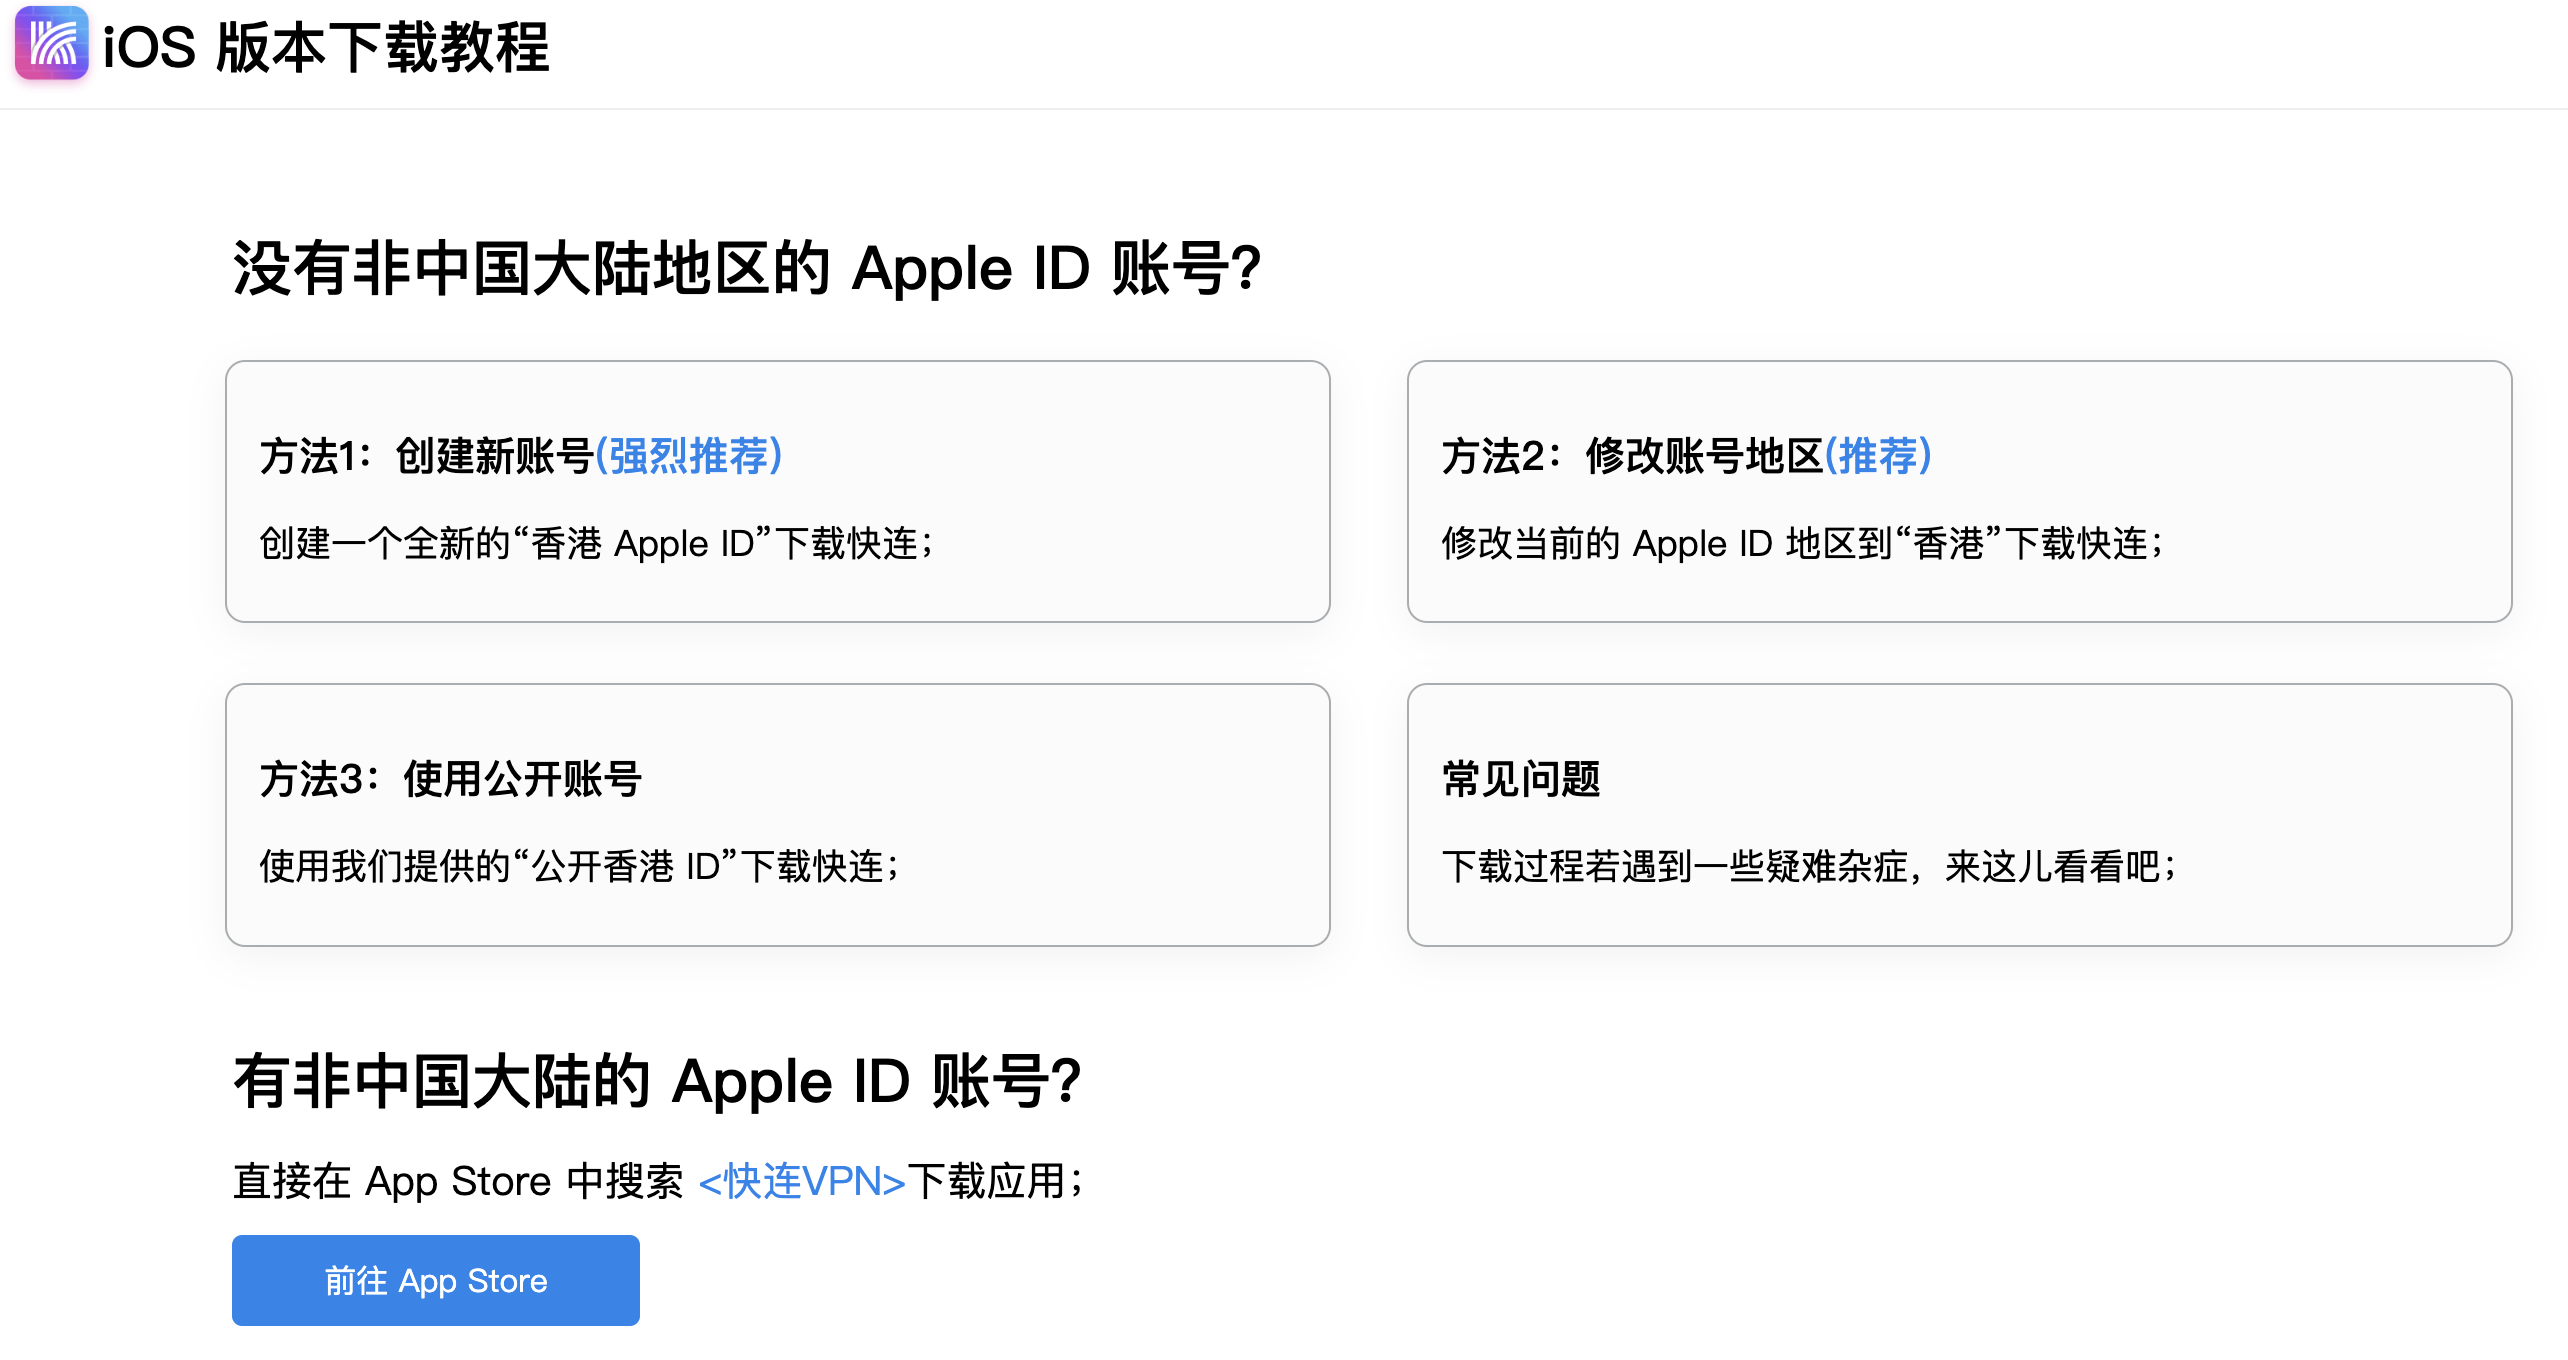 iOS 版本下载教程
没有非中国大陆地区的 Apple ID 账号?
方法1：创建新账号(强烈推荐)
创建一个全新的“香港 Apple ID”下载快连；
方法2：修改账号地区(推荐)
修改当前的 Apple ID 地区到“香港”下载快连；
方法3：使用公开账号
使用我们提供的“公开香港 ID”下载快连；
常见问题
下载过程若遇到一些疑难杂症，来这儿看看吧；
有非中国大陆的 Apple ID 账号?
直接在 App Store 中搜索 <快连VPN>下载应用；
前往 App Store